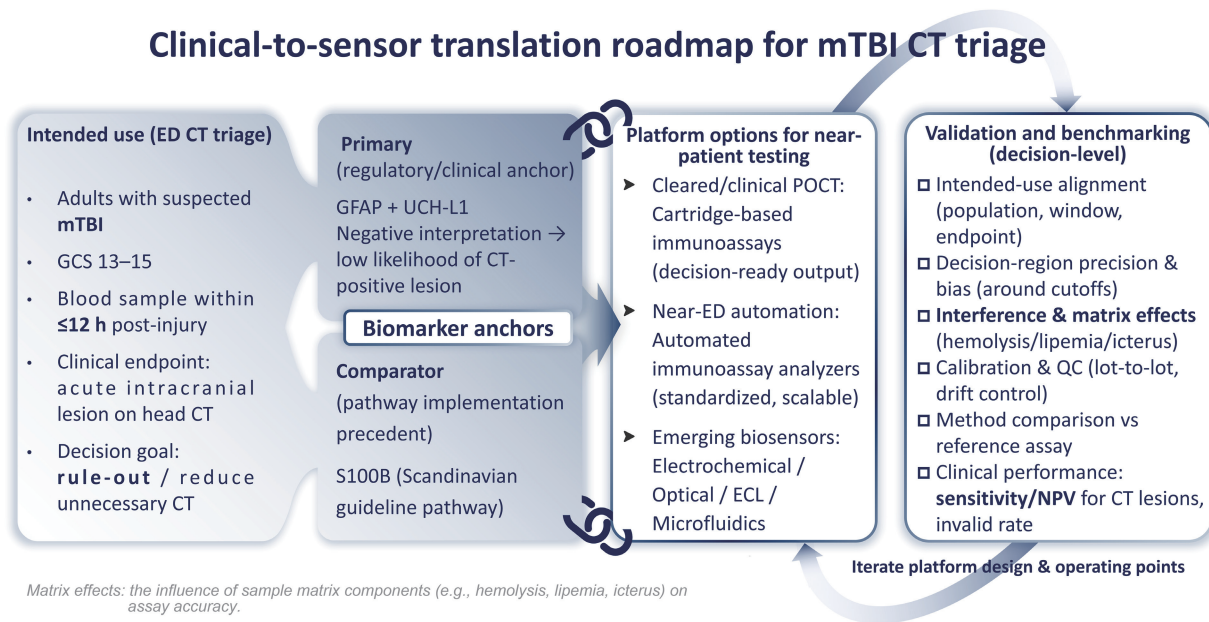 Clinical-to-sensor translation roadmap for mTBI CT triage
Intended use (ED CT triage)
• Adults with suspected
mTBI
• GCS 13–15
• Blood sample within
≤12 h post-injury
• Clinical endpoint:
acute intracranial
lesion on head CT
• Decision goal:
rule-out / reduce
unnecessary CT
Primary
(regulatory/clinical anchor)
GFAP + UCH-L1
Negative interpretation →
low likelihood of CT-
positive lesion
Biomarker anchors
Comparator
(pathway implementation
precedent)
S100B (Scandinavian
guideline pathway)
Platform options for near-
patient testing
➤ Cleared/clinical POCT:
Cartridge-based
immunoassays
(decision-ready output)
➤ Near-ED automation:
Automated
immunoassay analyzers
(standardized, scalable)
➤ Emerging biosensors:
Electrochemical /
Optical / ECL /
Microfluidics
Validation and benchmarking
(decision-level)
□ Intended-use alignment
(population, window,
endpoint)
□ Decision-region precision &
bias (around cutoffs)
□ Interference & matrix effects
(hemolysis/lipemia/icterus)
□ Calibration & QC (lot-to-lot,
drift control)
□ Method comparison vs
reference assay
□ Clinical performance:
sensitivity/NPV for CT lesions,
invalid rate
Iterate platform design & operating points
Matrix effects: the influence of sample matrix components (e.g., hemolysis, lipemia, icterus) on
assay accuracy.